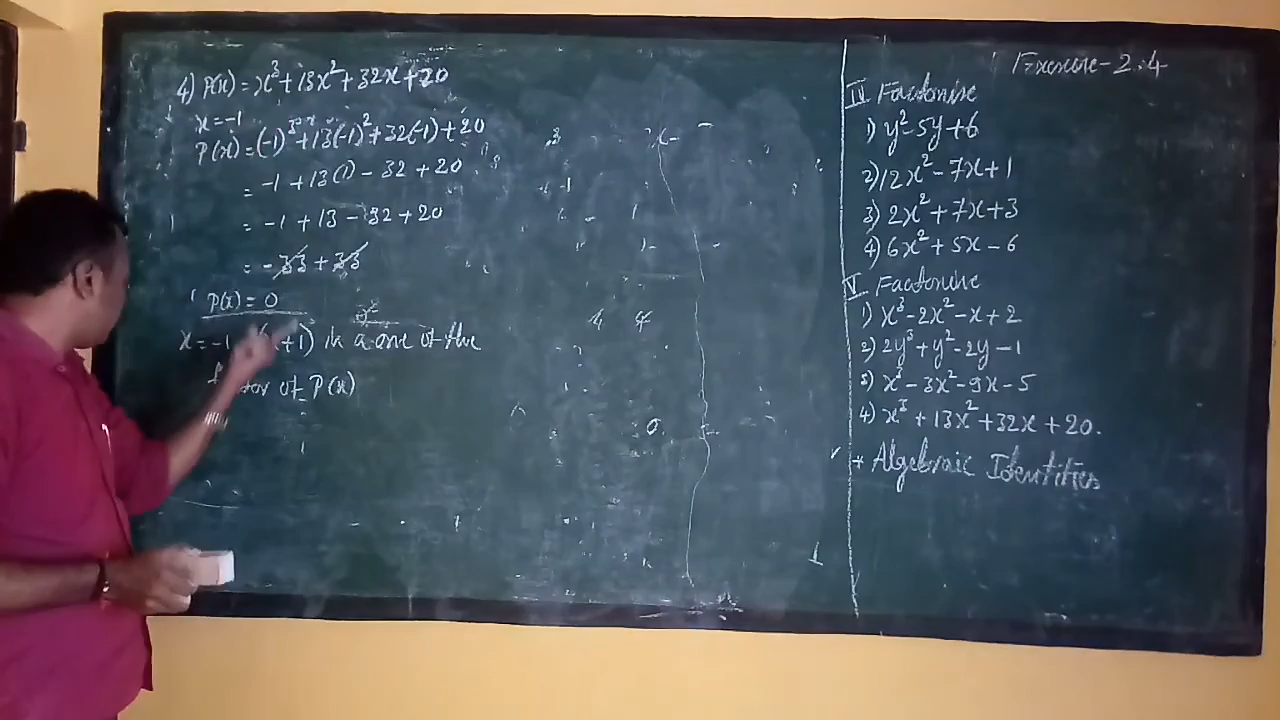 4) P(x) = x³ + 13x² + 32x + 20
x = -1
P(x) = (-1)³ + 13(-1)² + 32(-1) + 20
= -1 + 13(1) - 32 + 20
= -1 + 13 - 32 + 20
= -33 + 33
P(x) = 0
x = -1 (x+1) is a one of the
factor of P(x)
Exercise - 2.4
IV Factorise
1) y² - 5y + 6
2) 12x² - 7x + 1
3) 2x² + 7x + 3
4) 6x² + 5x - 6
V. Factorise
1) x³ - 2x² - x + 2
2) 2y³ + y² - 2y - 1
3) x³ - 3x² - 9x - 5
4) x³ + 13x² + 32x + 20.
* Algebraic Identities